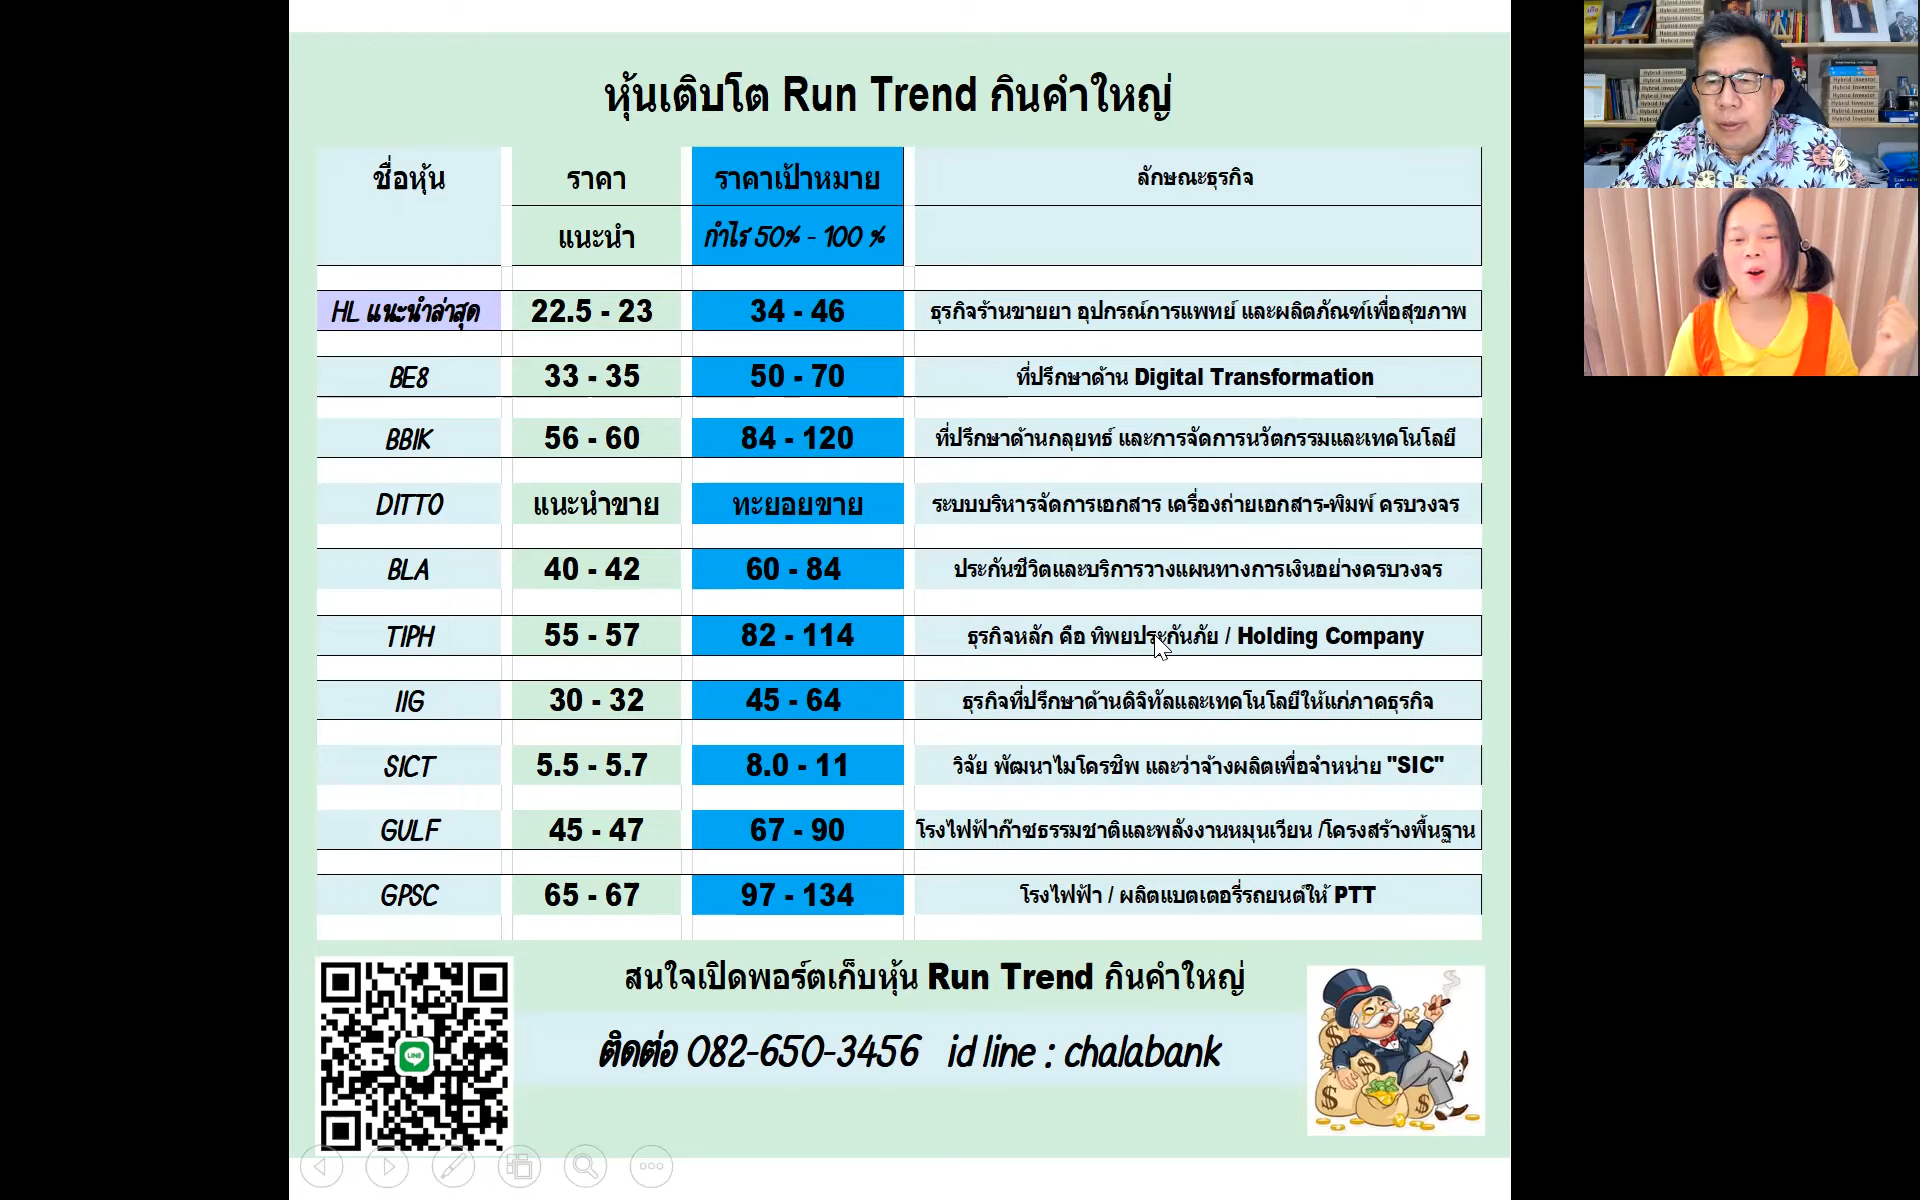 หุ้นเติบโต Run Trend กินคำใหญ่
ชื่อหุ้น ราคา ราคาเป้าหมาย ลักษณะธุรกิจ
แนะนำ กำไร 50% - 100 %
HL แนะนำล่าสุด 22.5 - 23 34 - 46 ธุรกิจร้านขายยา อุปกรณ์การแพทย์ และผลิตภัณฑ์เพื่อสุขภาพ
BE8 33 - 35 50 - 70 ที่ปรึกษาด้าน Digital Transformation
BBIK 56 - 60 84 - 120 ที่ปรึกษาด้านกลุยทธ์ และการจัดการนวัตกรรมและเทคโนโลยี
DITTO แนะนำขาย ทะยอยขาย ระบบบริหารจัดการเอกสาร เครื่องถ่ายเอกสาร-พิมพ์ ครบวงจร
BLA 40 - 42 60 - 84 ประกันชีวิตและบริการวางแผนทางการเงินอย่างครบวงจร
TIPH 55 - 57 82 - 114 ธุรกิจหลัก คือ ทิพยประกันภัย / Holding Company
IIG 30 - 32 45 - 64 ธุรกิจที่ปรึกษาด้านดิจิทัลและเทคโนโลยีให้แก่ภาคธุรกิจ
SICT 5.5 - 5.7 8.0 - 11 วิจัย พัฒนาไมโครชิพ และว่าจ้างผลิตเพื่อจำหน่าย "SIC"
GULF 45 - 47 67 - 90 โรงไฟฟ้าก๊าซธรรมชาติและพลังงานหมุนเวียน /โครงสร้างพื้นฐาน
GPSC 65 - 67 97 - 134 โรงไฟฟ้า / ผลิตแบตเตอรี่รถยนต์ให้ PTT
สนใจเปิดพอร์ตเก็บหุ้น Run Trend กินคำใหญ่
ติดต่อ 082-650-3456 id line : chalabank
LINE
Hybrid Investor